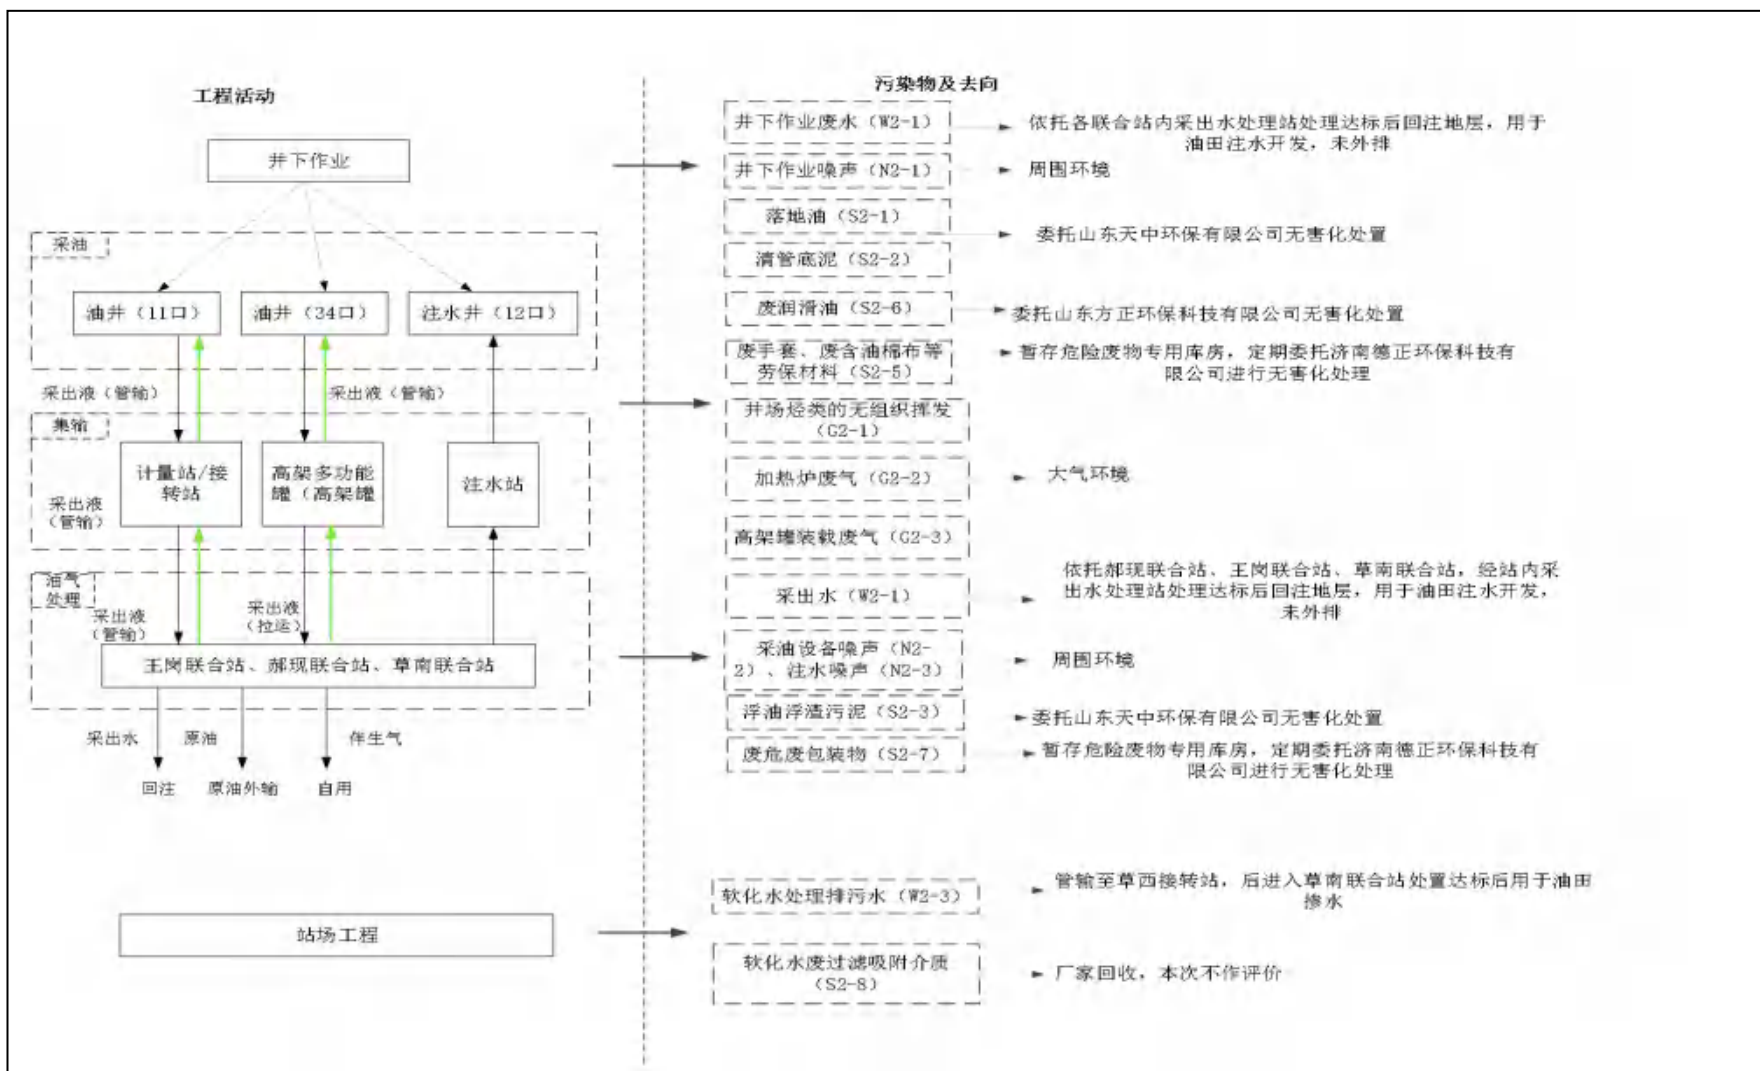 工程活动
井下作业
采油
油井（11口）
油井（34口）
注水井（12口）
采出液（管输）
采出液（管输）
集输
计量站/接
转站
高架多功能
罐（高架罐
注水站
采出液
（管输）
油气
处理
采出液
（管输）
采出液
（拉运）
王岗联合站、郝现联合站、草南联合站
采出水
原油
伴生气
回注
原油外输
自用
站场工程
污染物及去向
井下作业废水（W2-1）
依托各联合站内采出水处理站处理达标后回注地层，用于
油田注水开发，未外排
井下作业噪声（N2-1）
周围环境
落地油（S2-1）
委托山东天中环保有限公司无害化处置
清管底泥（S2-2）
废润滑油（S2-6）
委托山东方正环保科技有限公司无害化处置
废手套、废含油棉布等
劳保材料（S2-5）
暂存危险废物专用库房，定期委托济南德正环保科技有
限公司进行无害化处理
井场烃类的无组织挥发
（G2-1）
加热炉废气（G2-2）
大气环境
高架罐装载废气（G2-3）
采出水（W2-1）
依托郝现联合站、王岗联合站、草南联合站，经站内采
出水处理站处理达标后回注地层，用于油田注水开发，
未外排
采油设备噪声（N2-
2）、注水噪声（N2-3）
周围环境
浮油浮渣污泥（S2-3）
委托山东天中环保有限公司无害化处置
废危废包装物（S2-7）
暂存危险废物专用库房，定期委托济南德正环保科技有
限公司进行无害化处理
软化水处理排污水（W2-3）
管输至草西接转站，后进入草南联合站处置达标后用于油田
掺水
软化水废过滤吸附介质
（S2-8）
厂家回收，本次不作评价